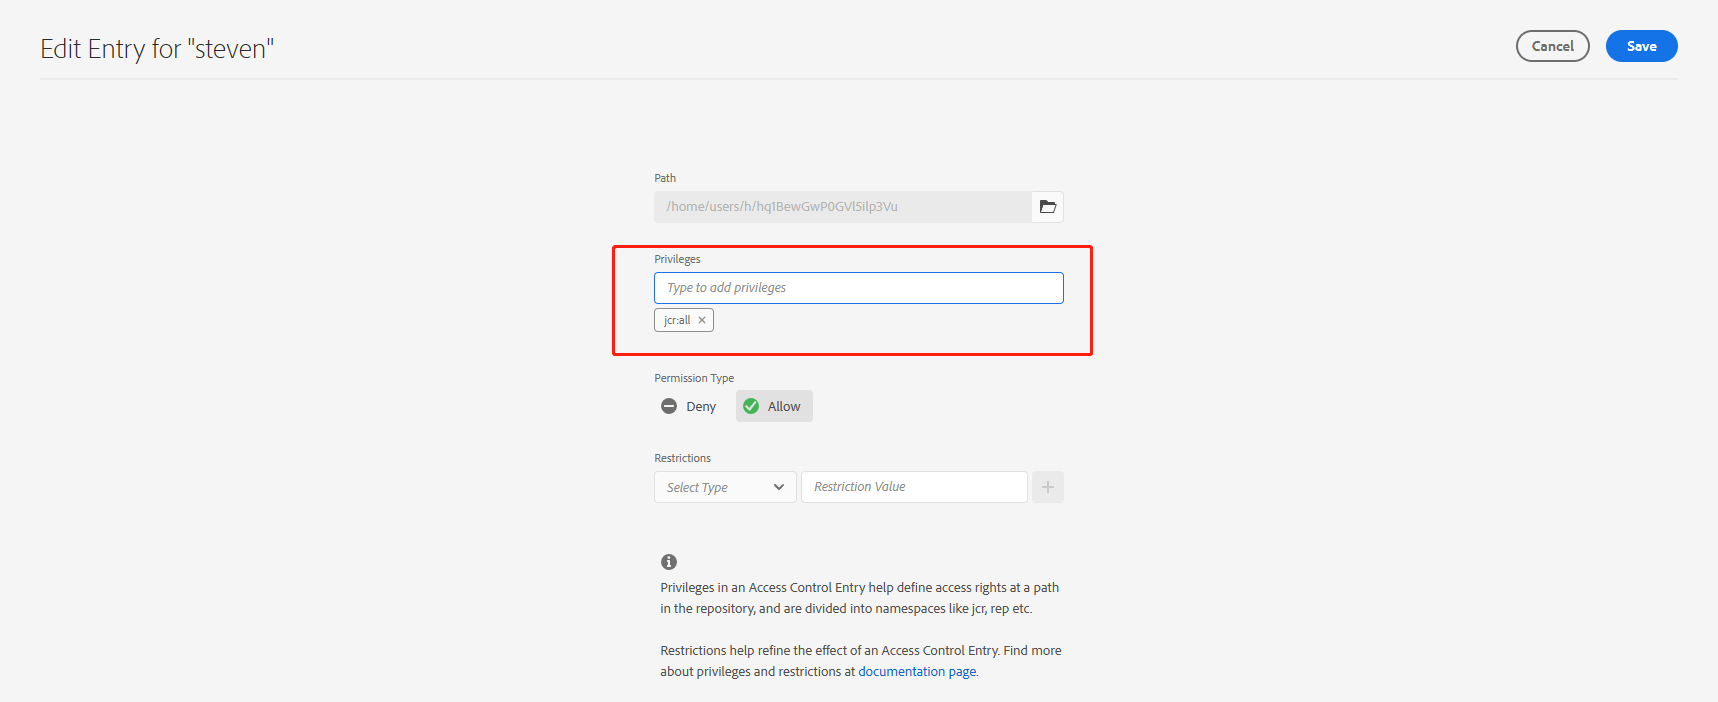 Edit Entry for "steven"
Cancel
Save
Path
/home/users/h/hq1BewGwP0GVl5ilp3Vu
Privileges
Type to add privileges
jcr:all ×
Permission Type
Deny
Allow
Restrictions
Select Type
Restriction Value
Privileges in an Access Control Entry help define access rights at a path
in the repository, and are divided into namespaces like jcr, rep etc.
Restrictions help refine the effect of an Access Control Entry. Find more
about privileges and restrictions at documentation page.